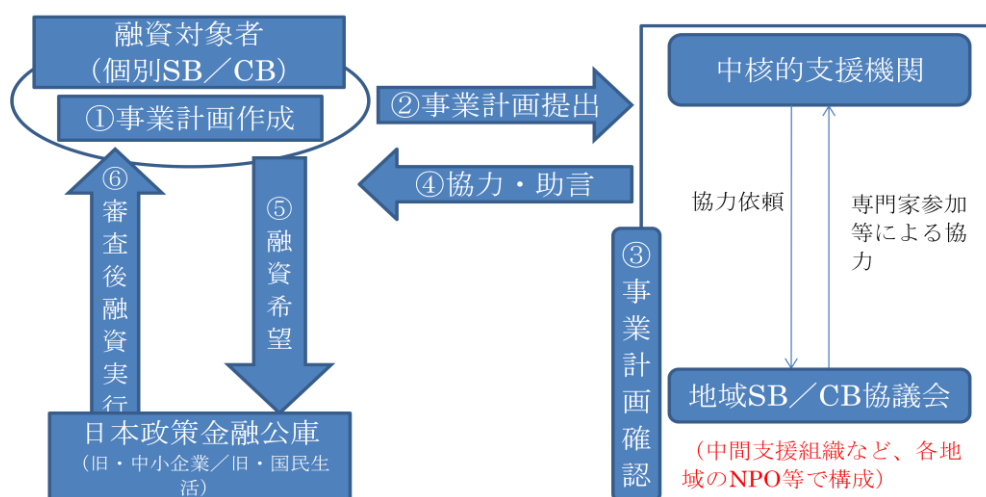 融資対象者
（個別SB／CB）
①事業計画作成
②事業計画提出
④協力・助言
⑥審査後融資実行
⑤融資希望
日本政策金融公庫
（旧・中小企業／旧・国民生
活）
③事業計画確認
中核的支援機関
協力依頼
専門家参加
等による協
力
地域SB／CB協議会
（中間支援組織など、各地
域のNPO等で構成）